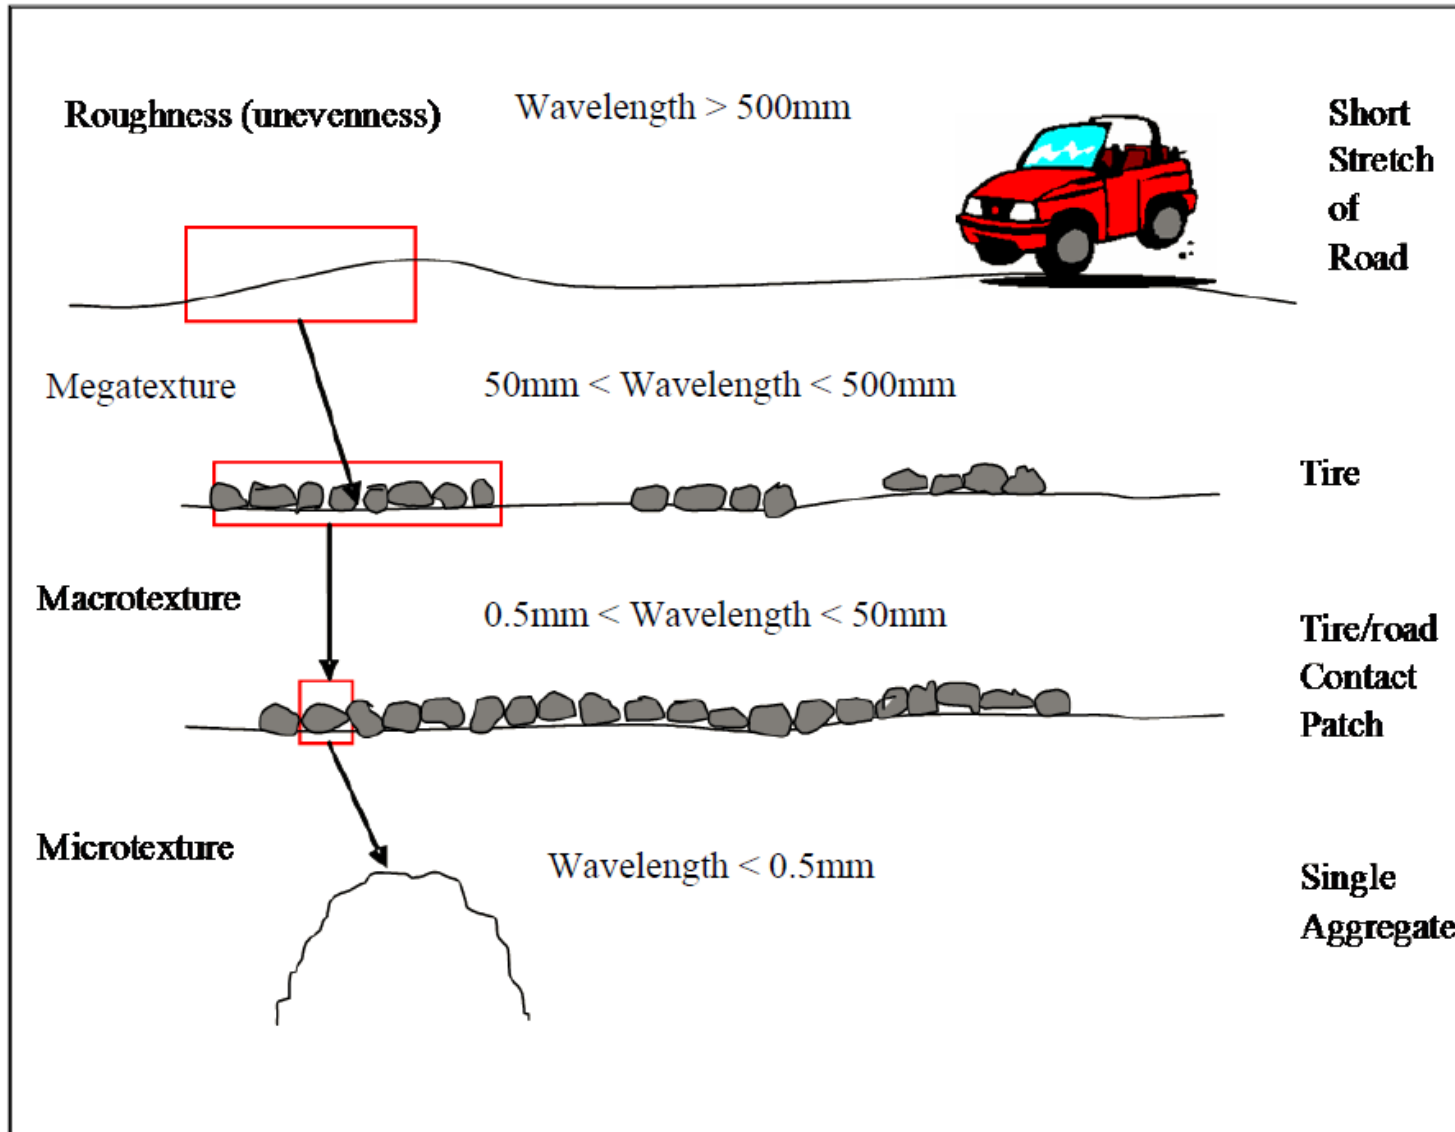 Roughness (unevenness)
Wavelength > 500mm
Short
Stretch
of
Road
Megatexture
50mm < Wavelength < 500mm
Tire
Macrotexture
0.5mm < Wavelength < 50mm
Tire/road
Contact
Patch
Microtexture
Wavelength < 0.5mm
Single
Aggregate